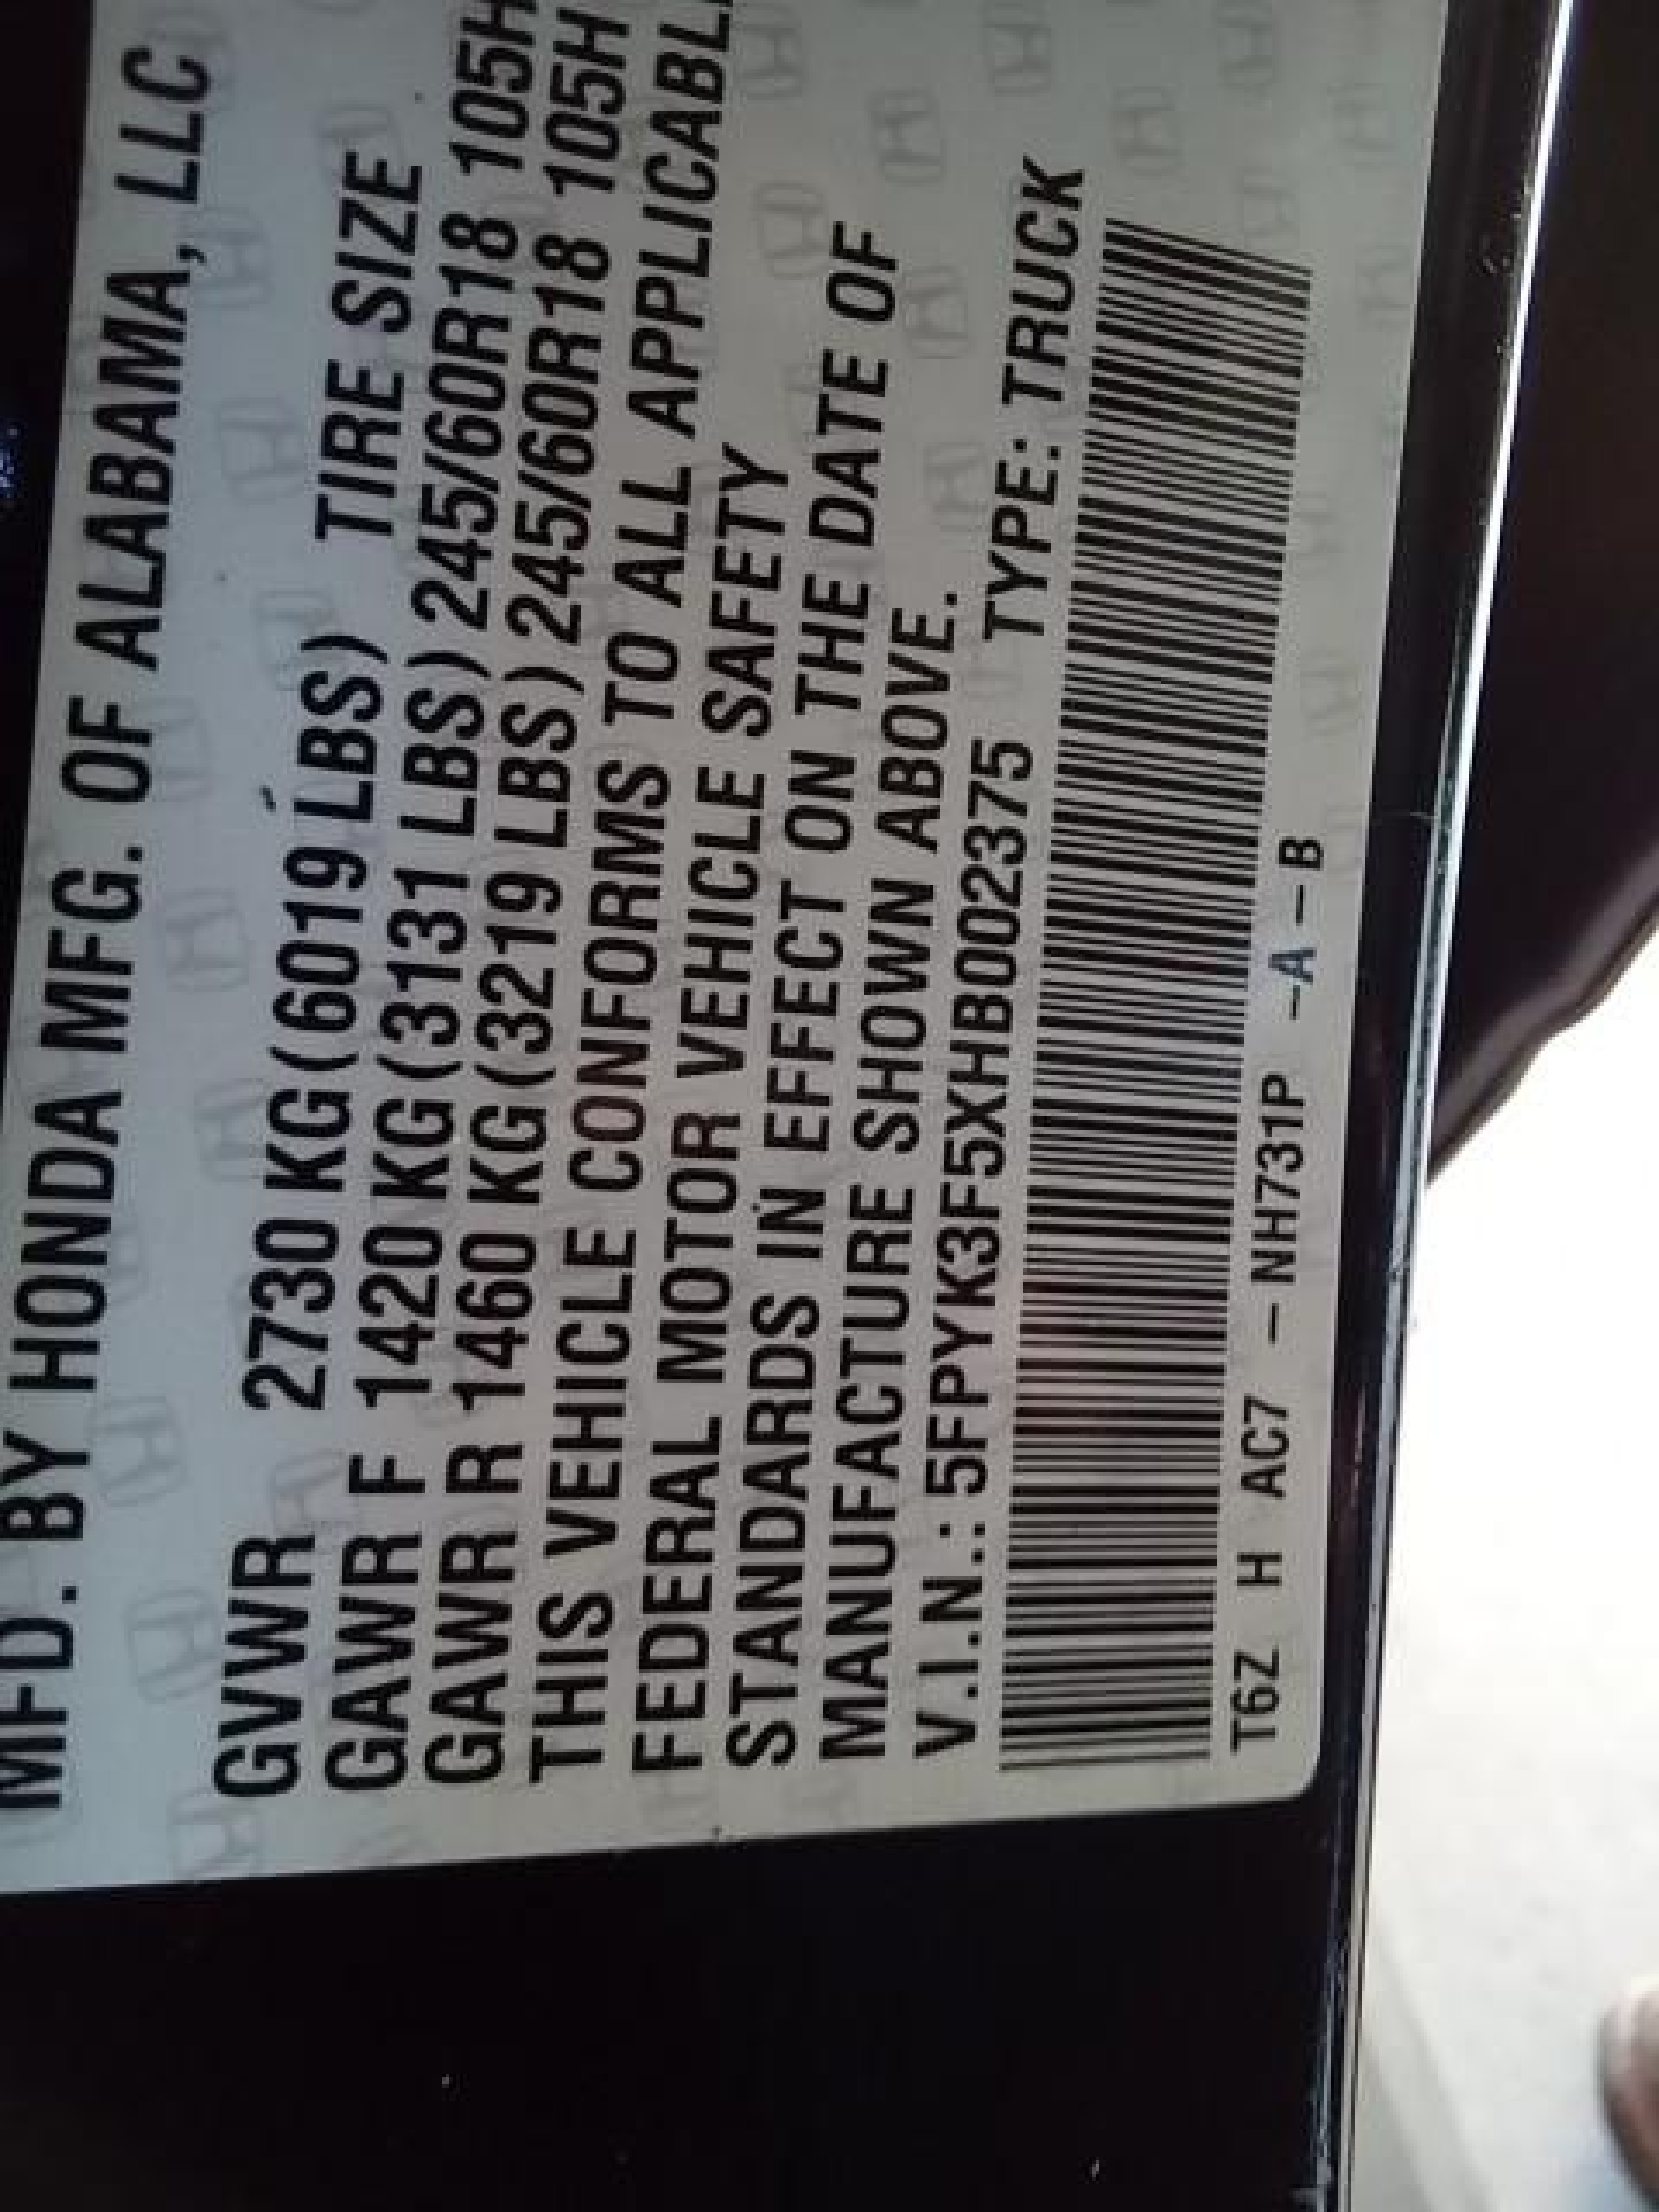 MFD. BY HONDA MFG. OF ALABAMA, LLC
GVWR 2730 KG (6019 LBS) TIRE SIZE
GAWR F 1420 KG (3131 LBS) 245/60R18 105H
GAWR R 1460 KG (3219 LBS) 245/60R18 105H
THIS VEHICLE CONFORMS TO ALL APPLICABL
FEDERAL MOTOR VEHICLE SAFETY
STANDARDS IN EFFECT ON THE DATE OF
MANUFACTURE SHOWN ABOVE.
V.I.N.: 5FPYK3F5XHB002375 TYPE: TRUCK
T6Z H AC7 - NH731P -A-B